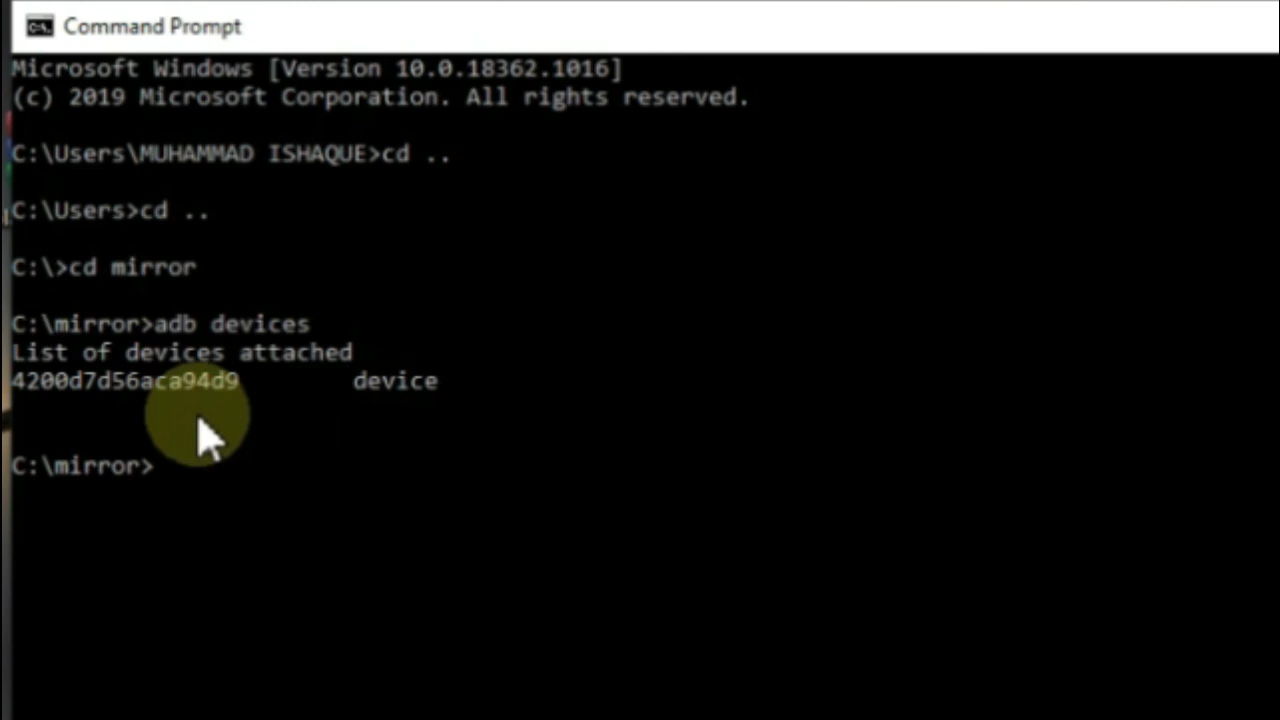 Command Prompt
Microsoft Windows [Version 10.0.18362.1016]
(c) 2019 Microsoft Corporation. All rights reserved.
C:\Users\MUHAMMAD ISHAQUE>cd ..
C:\Users>cd ..
C:\>cd mirror
C:\mirror>adb devices
List of devices attached
4200d7d56aca94d9        device
C:\mirror>